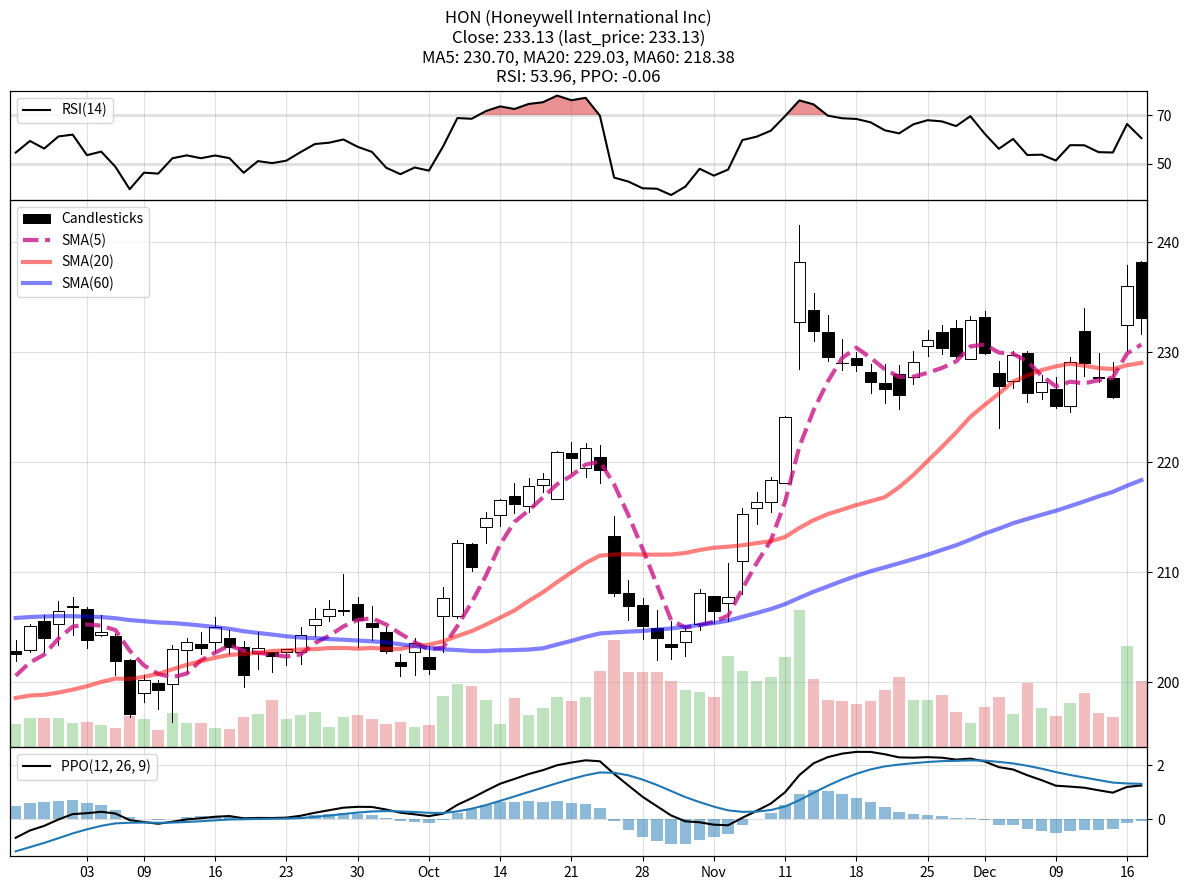 HON (Honeywell International Inc)
Close: 233.13 (last_price: 233.13)
MA5: 230.70, MA20: 229.03, MA60: 218.38
RSI: 53.96, PPO: -0.06
RSI(14)
70
50
Candlesticks
SMA(5)
SMA(20)
SMA(60)
240
230
220
210
200
PPO(12, 26, 9)
2
0
03 09 16 23 30 Oct 14 21 28 Nov 11 18 25 Dec 09 16